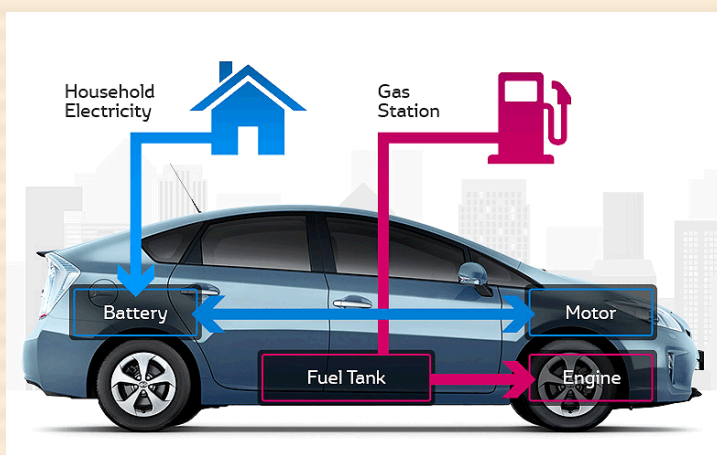 Household
Electricity
Gas
Station
Battery
Motor
Fuel Tank
Engine